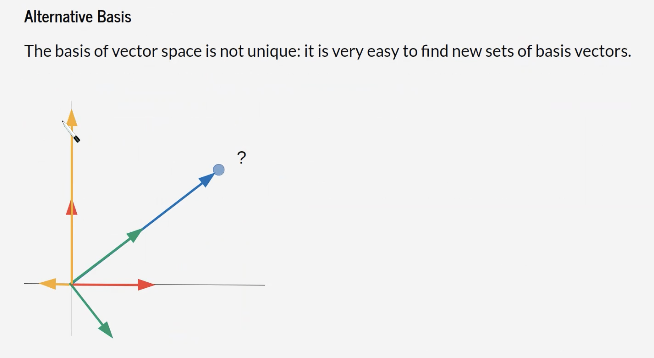 Alternative Basis
The basis of vector space is not unique: it is very easy to find new sets of basis vectors.
?